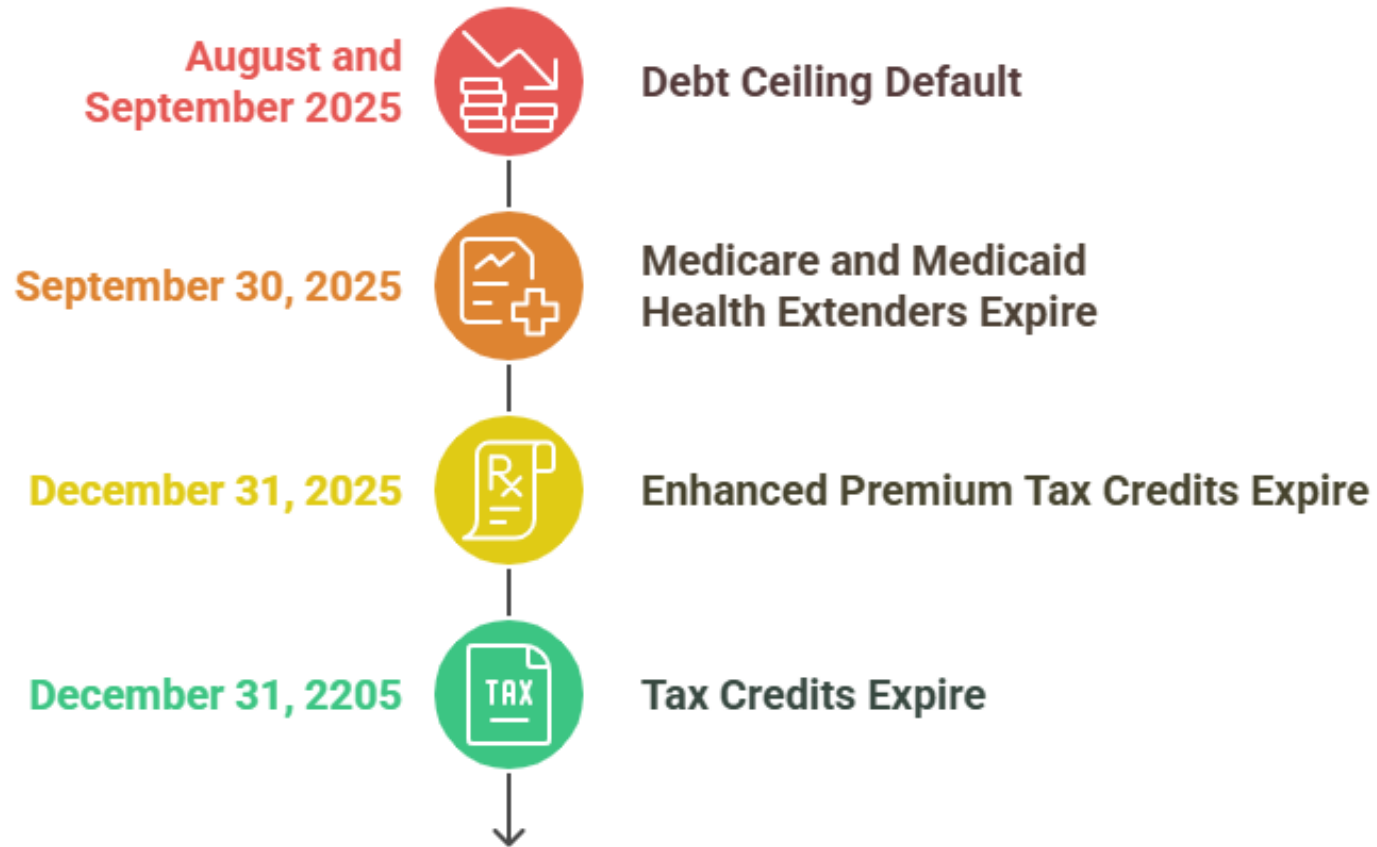 August and
September 2025
Debt Ceiling Default
September 30, 2025
Medicare and Medicaid
Health Extenders Expire
December 31, 2025
Rx
Enhanced Premium Tax Credits Expire
December 31, 2205
TAX
Tax Credits Expire